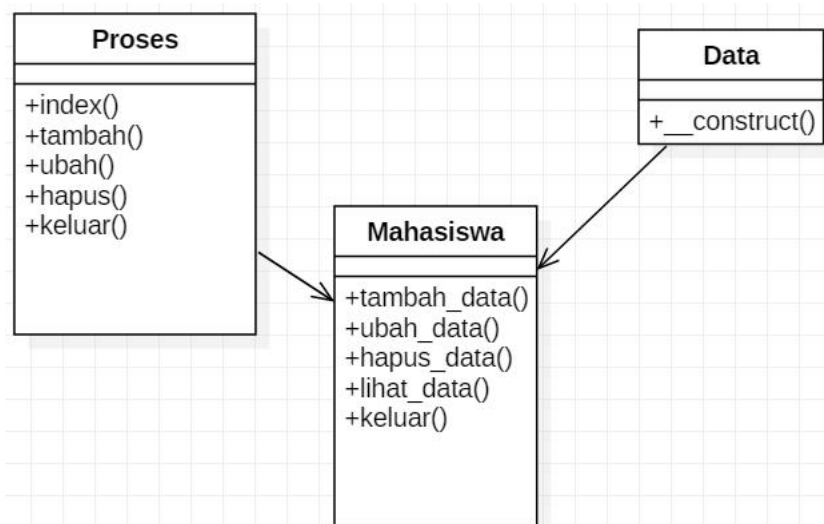 Proses
+index()
+tambah()
+ubah()
+hapus()
+keluar()
Data
+__construct()
Mahasiswa
+tambah_data()
+ubah_data()
+hapus_data()
+lihat_data()
+keluar()